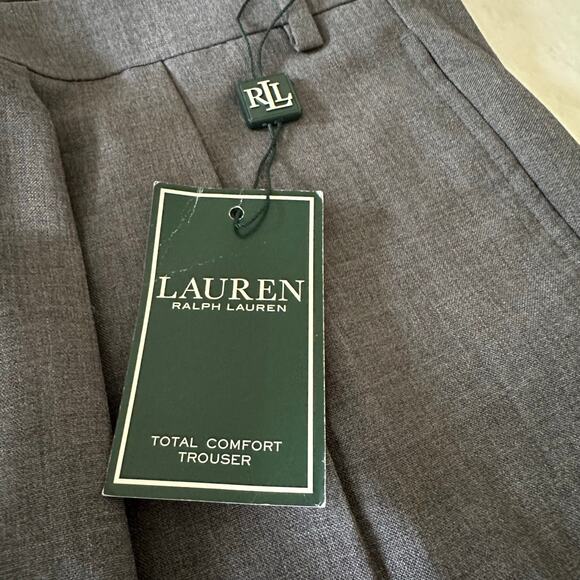 RLL
LAUREN
RALPH LAUREN
TOTAL COMFORT
TROUSER